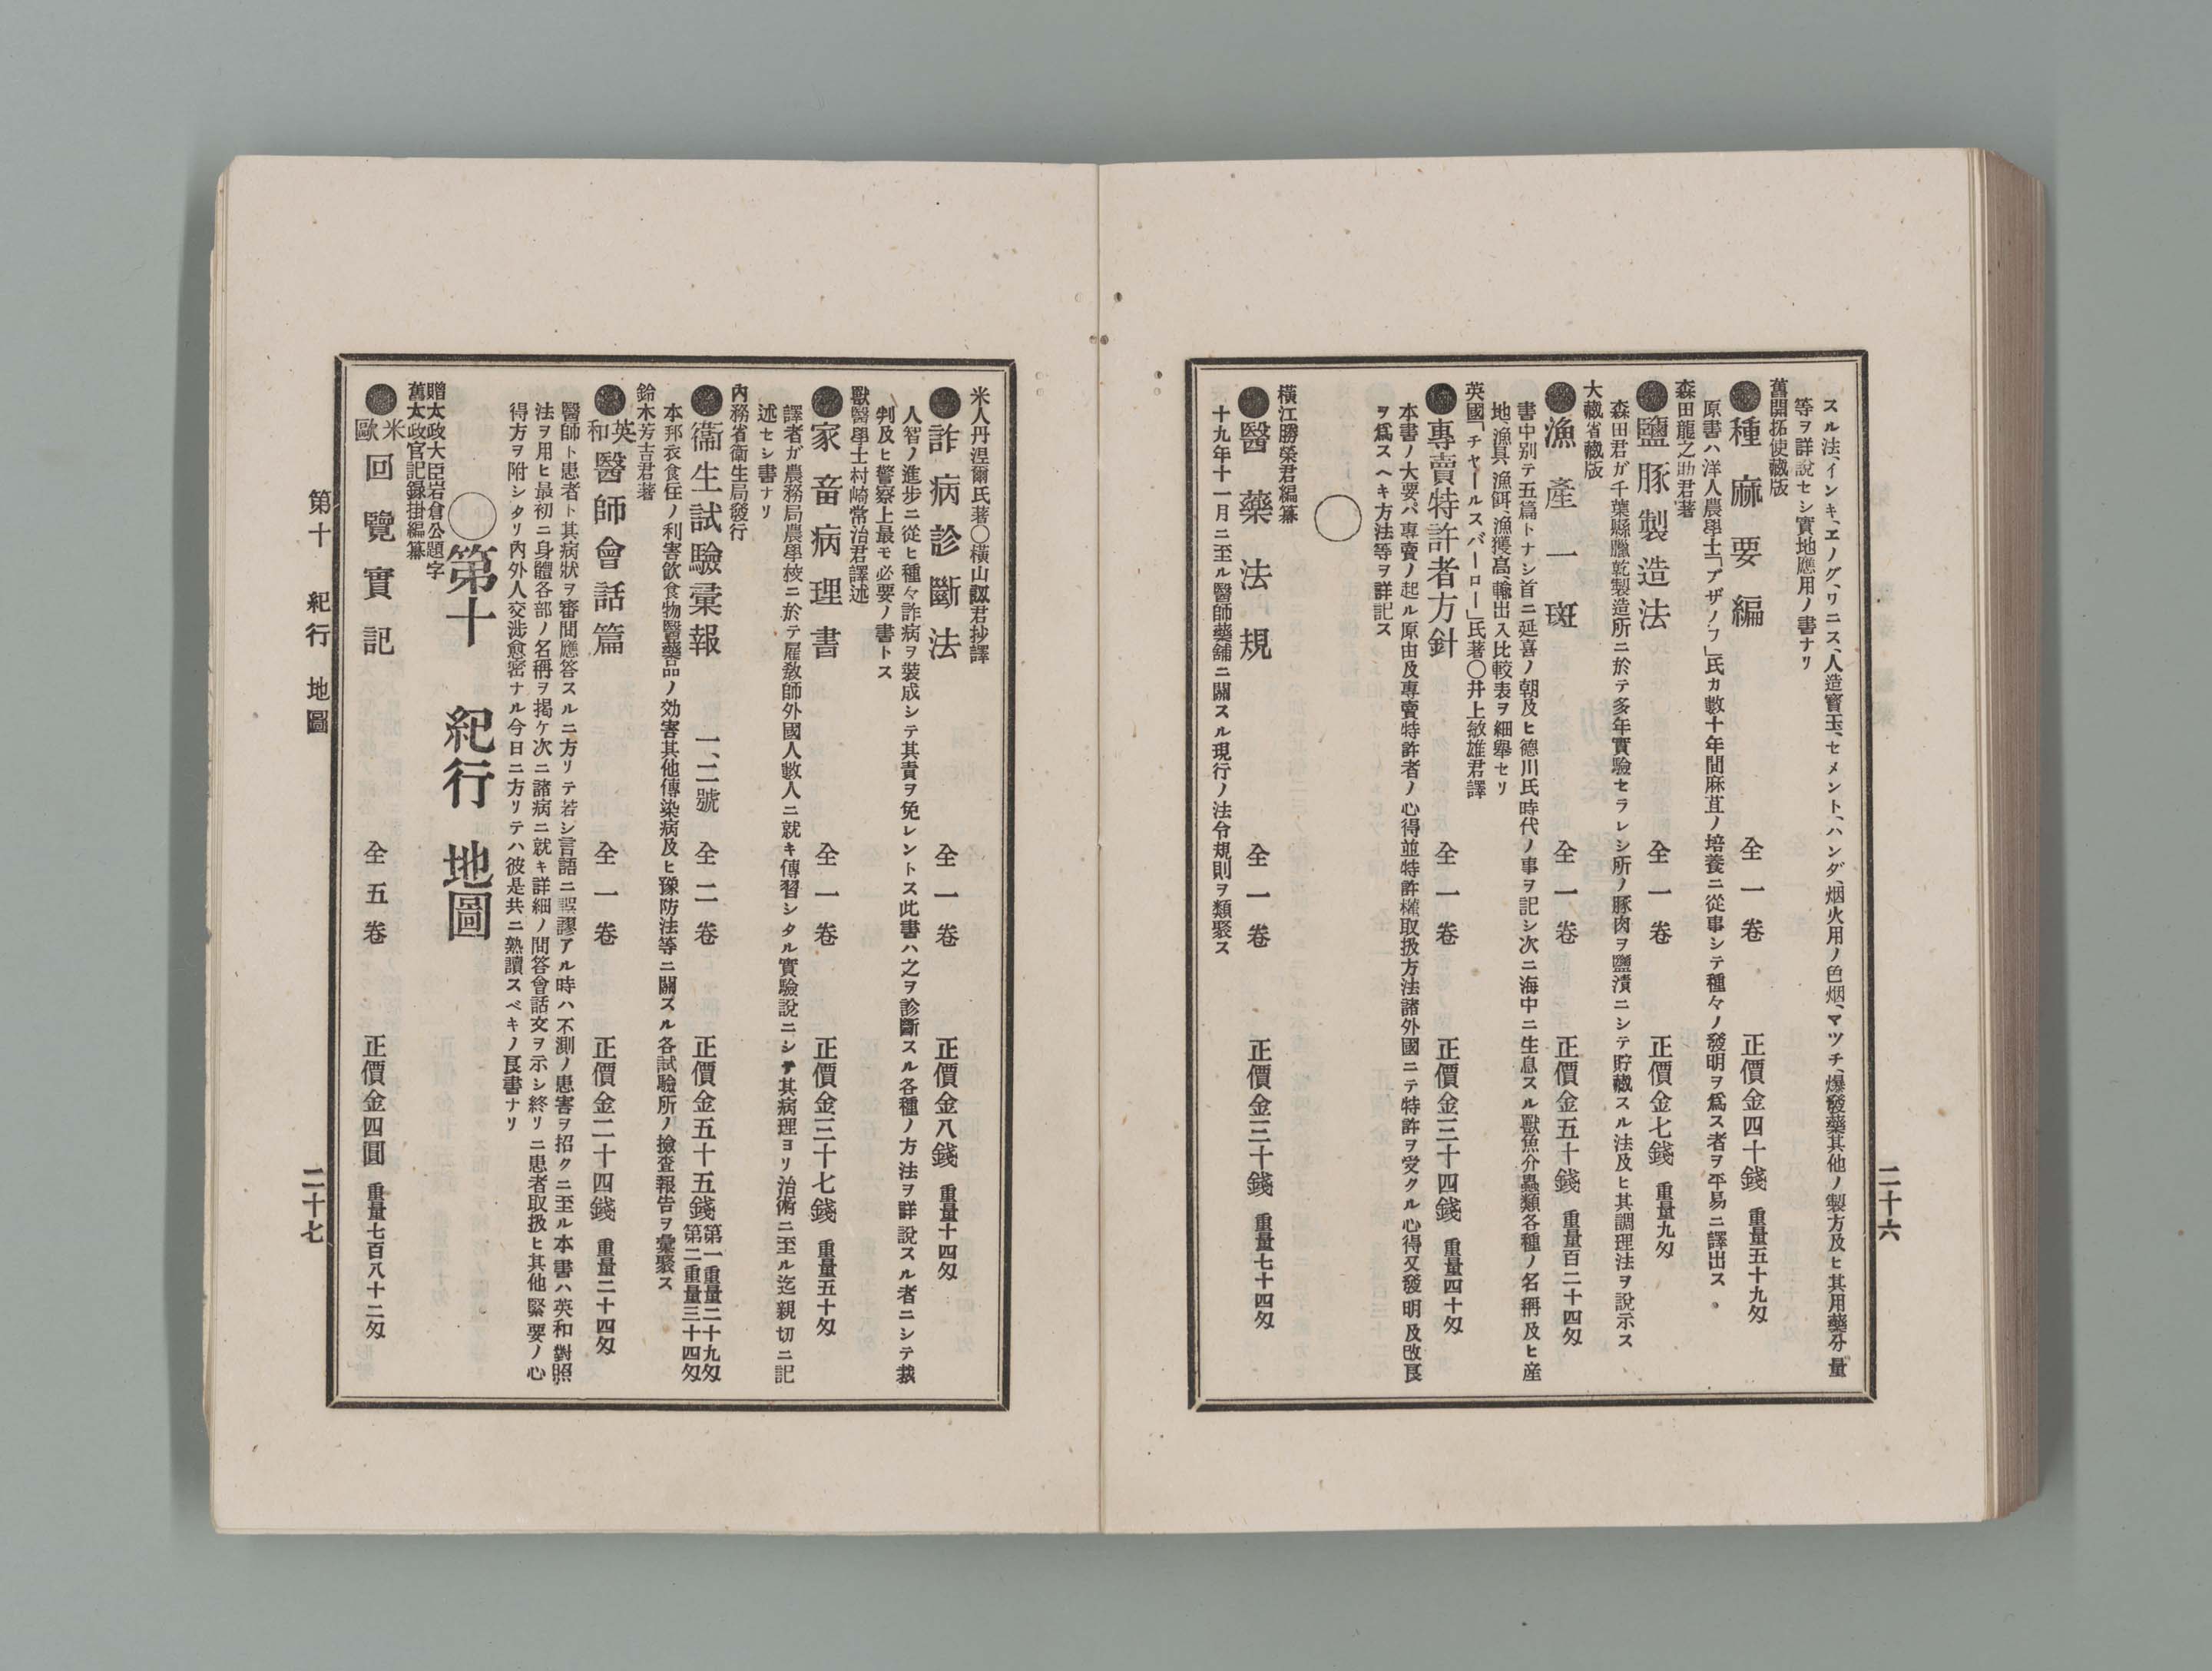 スル法、インキ、エノグ、ワニス、人造寳玉、セメント、ハンダ、烟火用ノ色烟、マツチ、爆發藥其他ノ製方及ヒ其用藥分量
等ヲ詳說セシ實地應用ノ書ナリ
舊開拓使藏版
●種麻要編 全一卷 正價金四十錢 重量五十九匁
原書ハ洋人農學士「アザノフ」氏カ數十年間麻苴ノ培養ニ從事シテ種々ノ發明ヲ爲ス者ヲ平易ニ譯出ス
森田龍之助君著
●鹽豚製造法 全一卷 正價金七錢 重量九匁
森田君ガ千葉縣臘乾製造所ニ於テ多年實驗セラレシ所ノ豚肉ヲ鹽漬ニシテ貯藏スル法及ヒ其調理法ヲ說示ス
大藏省藏版
●漁產一斑 全一卷 正價金五十錢 重量百二十四匁
書中別テ五篇トナシ首ニ延喜ノ朝及ヒ德川氏時代ノ事ヲ記シ次ニ海中ニ生息スル獸魚介蟲類各種ノ名稱及ヒ産
地、漁具、漁餌、漁獲高、輸出入比較表ヲ細舉セリ
英國「チヤールスバーロー」氏著○井上敏雄君譯
●專賣特許者方針 全一卷 正價金三十四錢 重量四十匁
本書ノ大要ハ專賣ノ起ル原由及專賣特許者ノ心得並特許權取扱方法諸外國ニテ特許ヲ受クル心得又發明及改良
ヲ爲スヘキ方法等ヲ詳記ス
○
横江勝榮君編纂
●醫藥法規 全一卷 正價金三十錢 重量七十四匁
十九年十一月ニ至ル醫師藥舖ニ關スル現行ノ法令規則ヲ類聚ス
二十六
米人丹涅爾氏著○横山訒君抄譯
●詐病診斷法 全一卷 正價金八錢 重量十四匁
人智ノ進步ニ從ヒ種々詐病ヲ裝成シテ其責ヲ免レントス此書ハ之ヲ診斷スル各種ノ方法ヲ詳說スル者ニシテ裁
判及ヒ警察上最モ必要ノ書トス
獸醫學士村崎常治君譯述
●家畜病理書 全一卷 正價金三十七錢 重量五十匁
譯者ガ農務局農學校ニ於テ雇敎師外國人數人ニ就キ傳習シタル實驗說ニシテ其病理ヨリ治術ニ至ル迄親切ニ記
述セシ書ナリ
內務省衞生局發行
●衞生試驗彙報 一、二號 全二卷 正價金五十五錢 第一重量二十九匁 第二重量三十四匁
本邦衣食住ノ利害飮食物醫藥品ノ効害其他傳染病及ヒ豫防法等ニ關スル各試驗所ノ撿査報告ヲ彙聚ス
鈴木芳吉君著
●英和醫師會話篇 全一卷 正價金二十四錢 重量二十四匁
醫師ト患者ト其病狀ヲ審問應答スルニ方リテ若シ言語ニ誤謬アル時ハ不測ノ患害ヲ招クニ至ル本書ハ英和對照
法ヲ用ヒ最初ニ身體各部ノ名稱ヲ揭ケ次ニ諸病ニ就キ詳細ノ問答會話文ヲ示シ終リニ患者取扱ヒ其他緊要ノ心
得方ヲ附シタリ內外人交渉愈密ナル今日ニ方リテハ彼是共ニ熟讀スベキノ良書ナリ
○第十 紀行 地圖
贈太政大臣岩倉公題字
舊太政官記錄掛編纂
●米歐回覽實記 全五卷 正價金四圓 重量七百八十二匁
第十 紀行 地圖
二十七